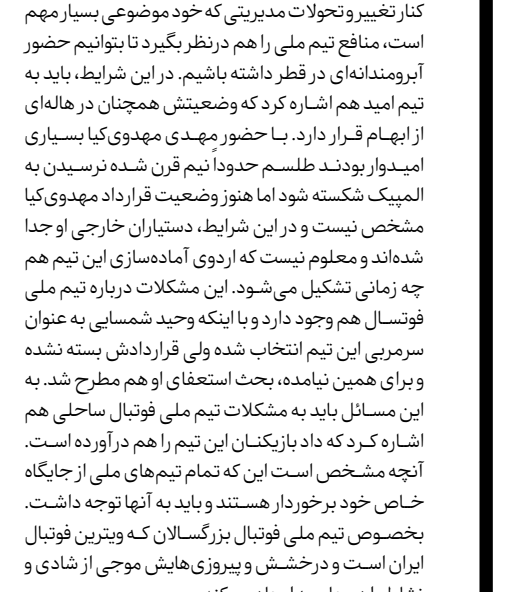 کنار تغییر و تحولات مدیریتی که خود موضوعی بسیار مهم
است، منافع تیم ملی را هم درنظر بگیرد تا بتوانیم حضور
آبرومندانه‌ای در قطر داشته باشیم. در این شرایط، باید به
تیم امید هم اشاره کرد که وضعیتش همچنان در هاله‌ای
از ابهام قرار دارد. با حضور مهدی مهدوی‌کیا بسیاری
امیدوار بودند طلسم حدوداً نیم قرن شده نرسیدن به
المپیک شکسته شود اما هنوز وضعیت قرارداد مهدوی‌کیا
مشخص نیست و در این شرایط، دستیاران خارجی او جدا
شده‌اند و معلوم نیست که اردوی آماده‌سازی این تیم هم
چه زمانی تشکیل می‌شود. این مشکلات درباره تیم ملی
فوتسال هم وجود دارد و با اینکه وحید شمسایی به عنوان
سرمربی این تیم انتخاب شده ولی قراردادش بسته نشده
و برای همین نیامده، بحث استعفای او هم مطرح شد. به
این مسائل باید به مشکلات تیم ملی فوتبال ساحلی هم
اشاره کرد که داد بازیکنان این تیم را هم درآورده است.
آنچه مشخص است این که تمام تیم‌های ملی از جایگاه
خاص خود برخوردار هستند و باید به آنها توجه داشت.
بخصوص تیم ملی فوتبال بزرگسالان که ویترین فوتبال
ایران است و درخشش و پیروزی‌هایش موجی از شادی و